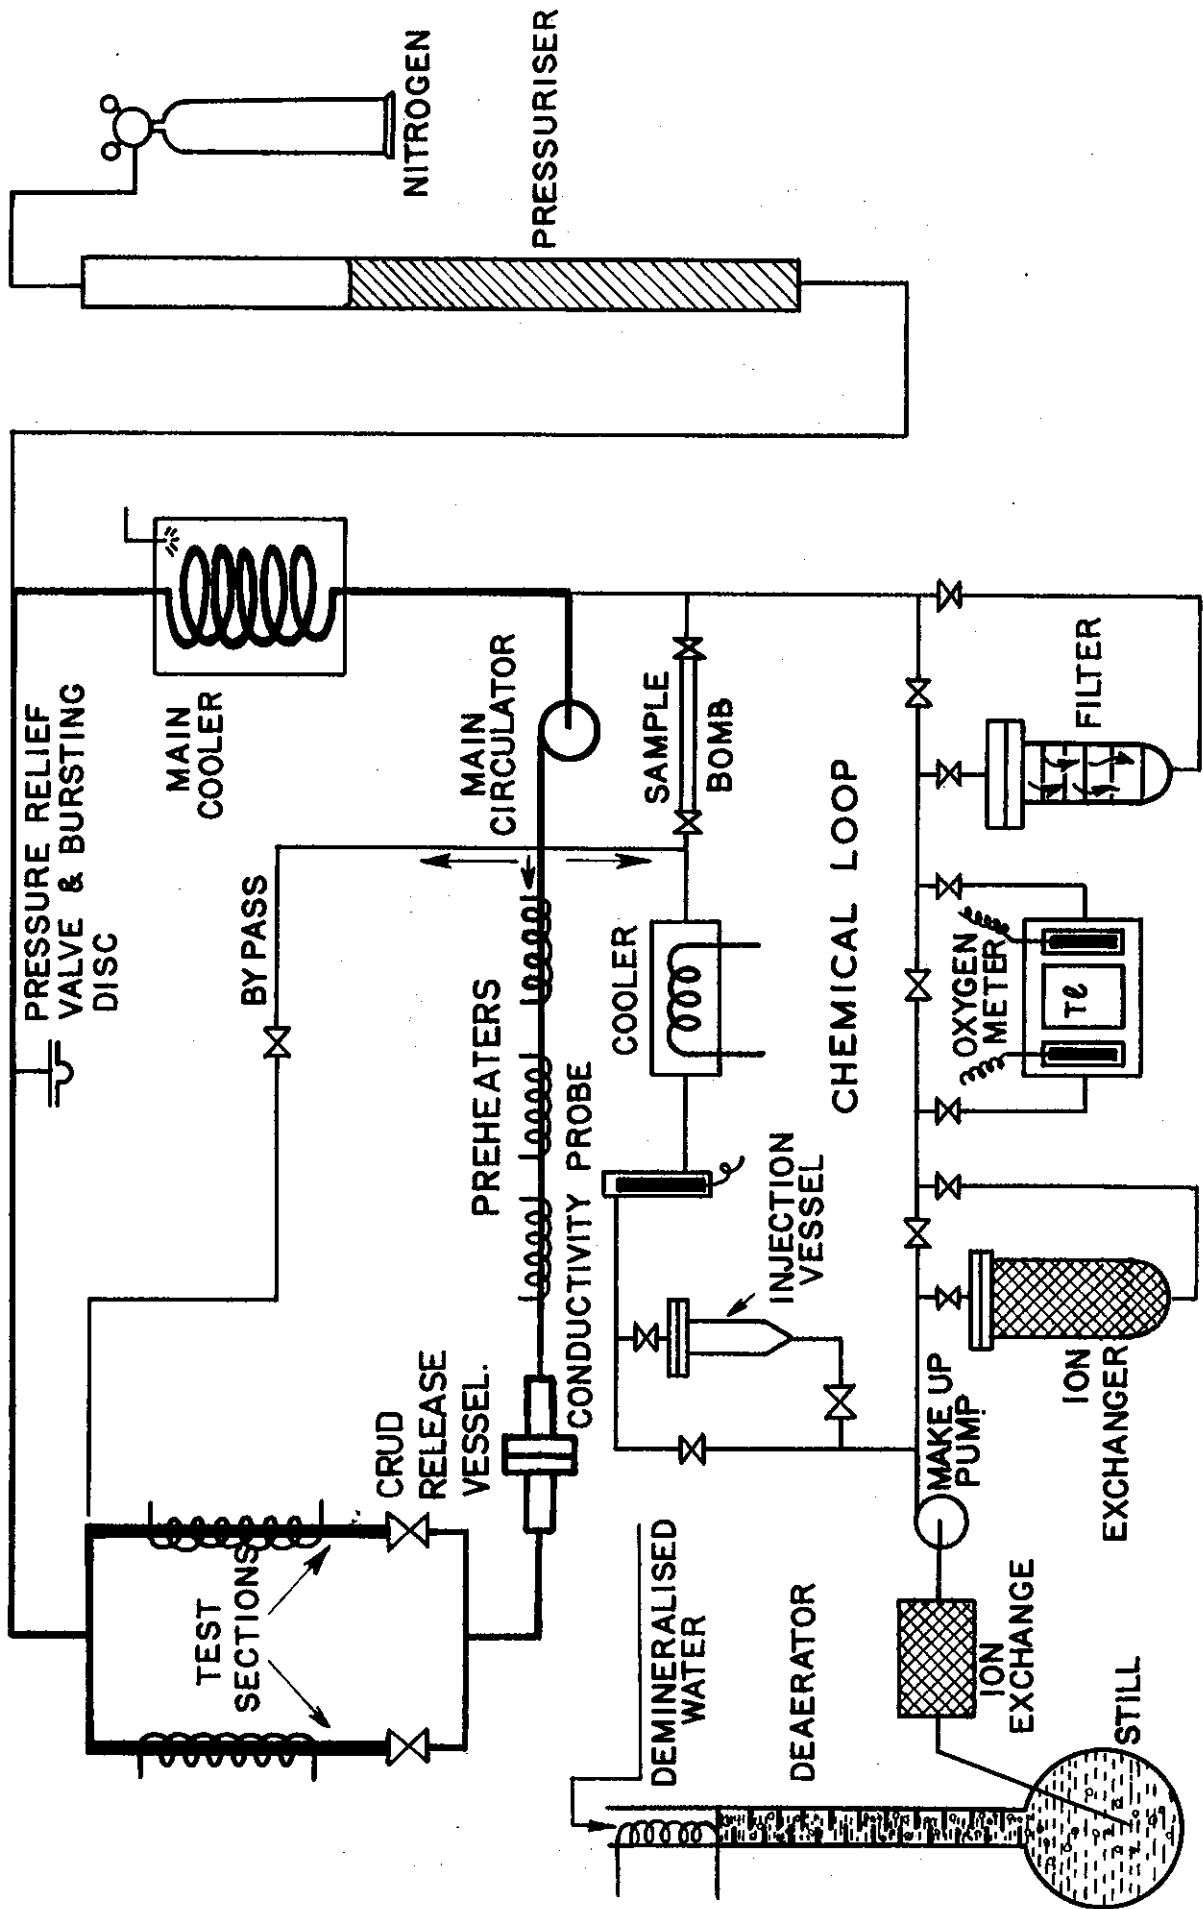 PRESSURE RELIEF
VALVE & BURSTING
DISC
NITROGEN
PRESSURISER
MAIN
COOLER
BY PASS
MAIN
CIRCULATOR
PREHEATERS
TEST
SECTIONS
CRUD
RELEASE
VESSEL.
CONDUCTIVITY PROBE
SAMPLE
BOMB
COOLER
INJECTION
VESSEL
CHEMICAL LOOP
DEMINERALISED
WATER
DEAERATOR
MAKE UP
PUMP
ION
EXCHANGE
STILL
ION
EXCHANGER
OXYGEN
METER
Tl
FILTER